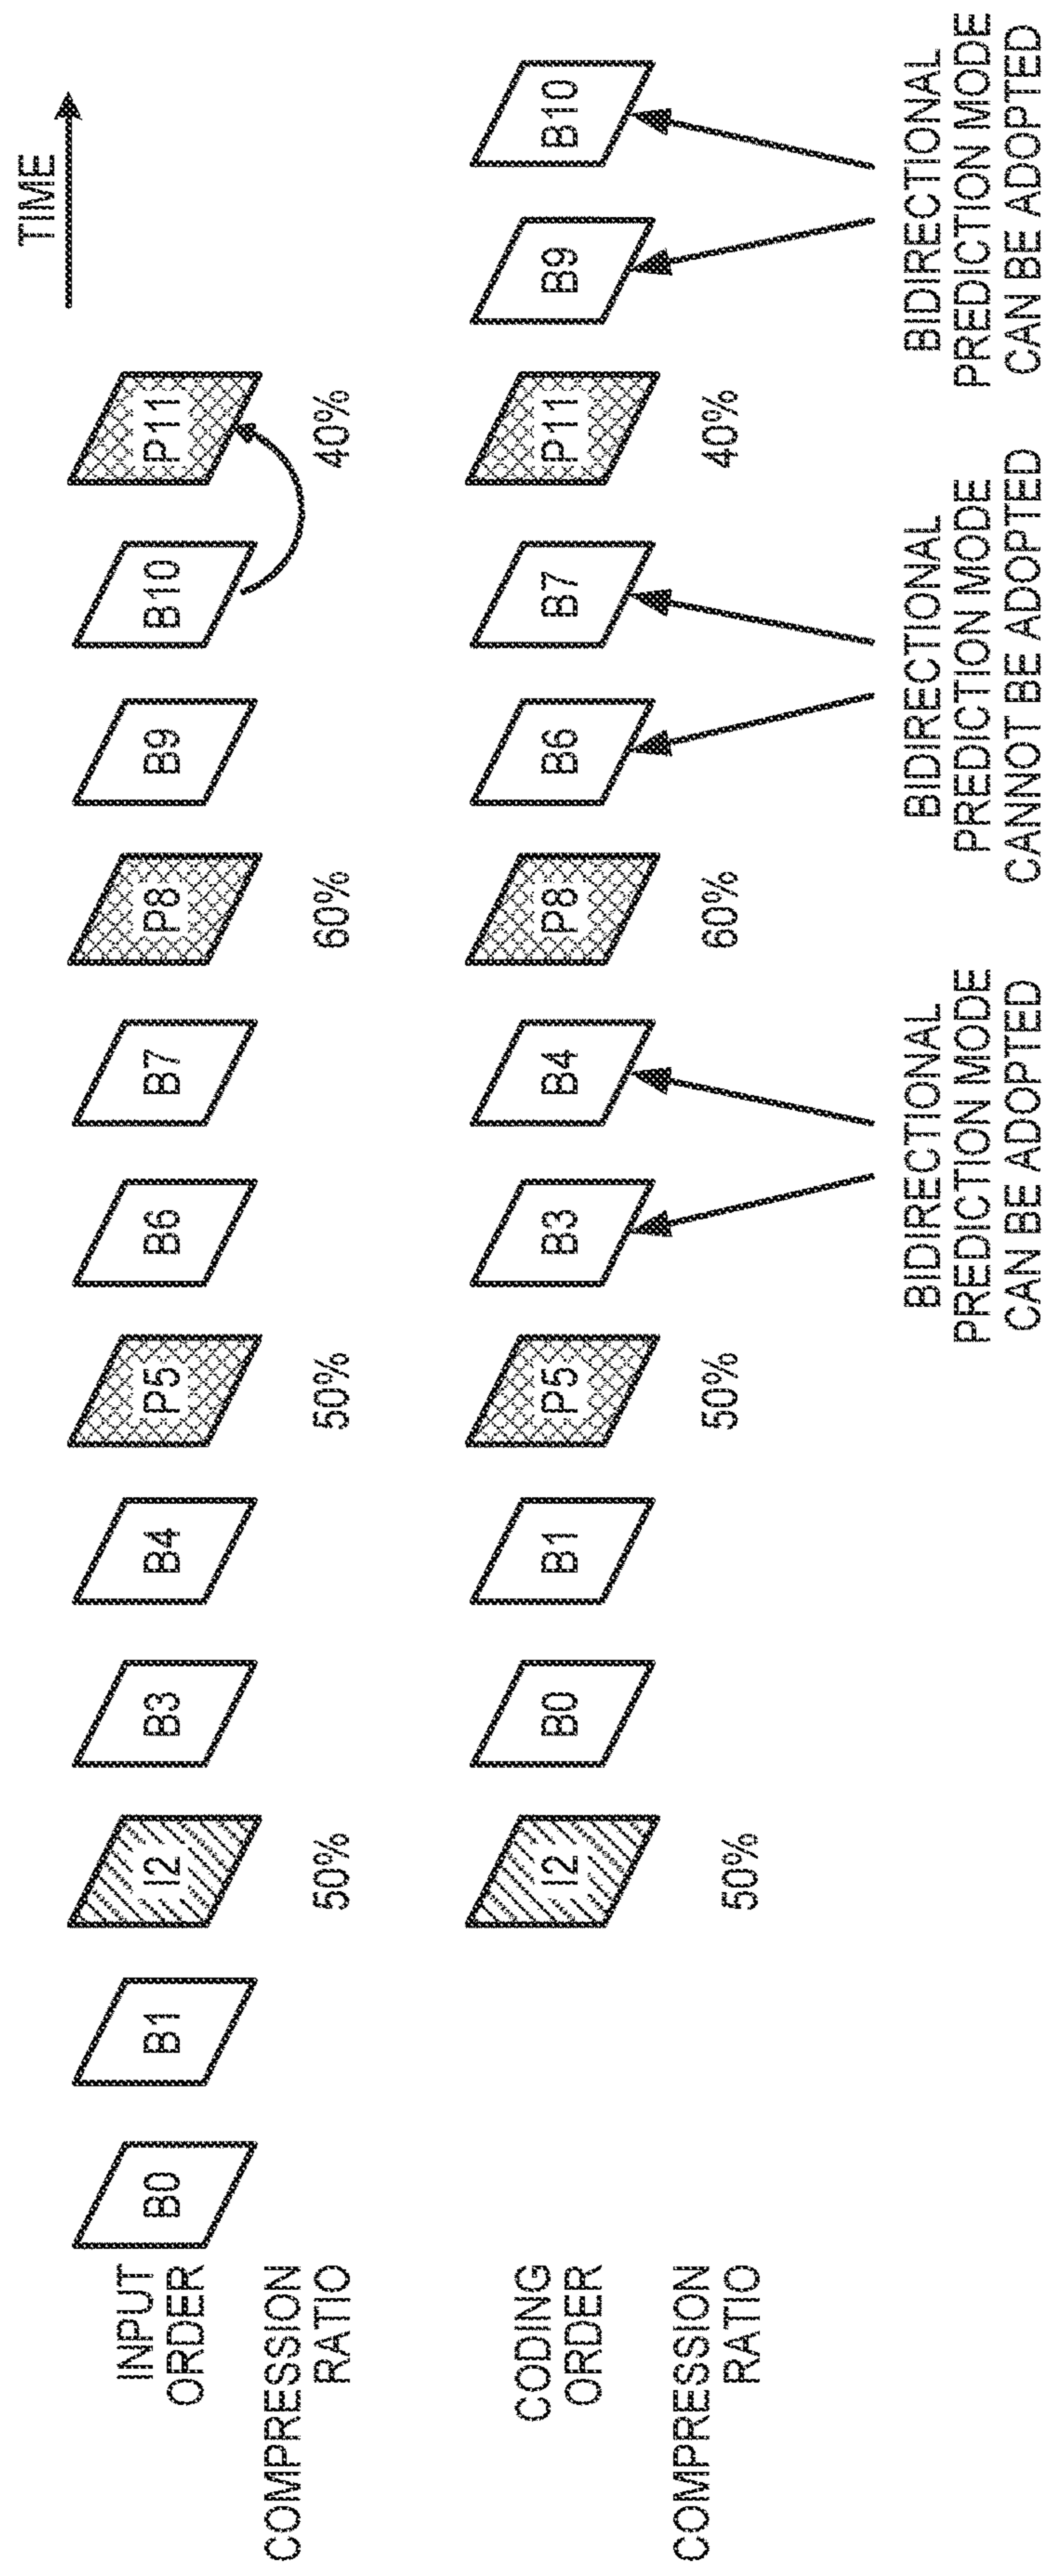 TIME
INPUT
ORDER
B0 B1 I2 B3 B4 P5 B6 B7 P8 B9 B10 P11
COMPRESSION
RATIO
50% 50% 60% 40%
CODING
ORDER
I2 B0 B1 P5 B3 B4 P8 B6 B7 P11 B9 B10
COMPRESSION
RATIO
50% 50% 60% 40%
BIDIRECTIONAL
PREDICTION MODE
CAN BE ADOPTED
BIDIRECTIONAL
PREDICTION MODE
CANNOT BE ADOPTED
BIDIRECTIONAL
PREDICTION MODE
CAN BE ADOPTED